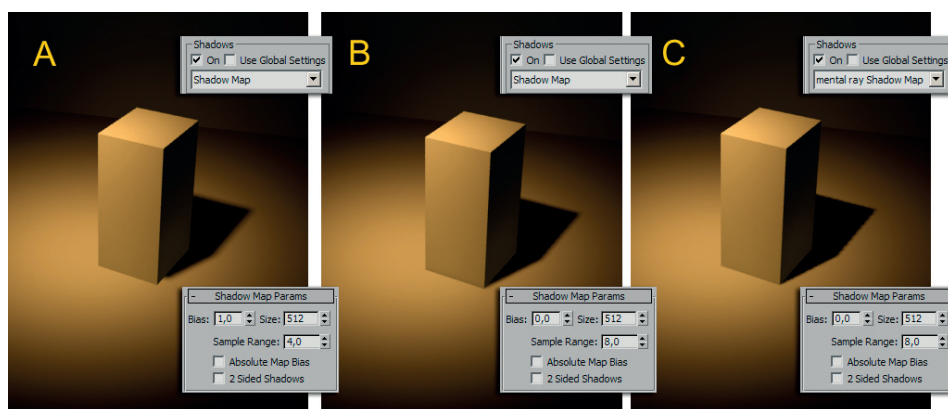 A
Shadows
On Use Global Settings
Shadow Map
- Shadow Map Params
Bias: 1,0 Size: 512
Sample Range: 4,0
Absolute Map Bias
2 Sided Shadows
B
Shadows
On Use Global Settings
Shadow Map
- Shadow Map Params
Bias: 0,0 Size: 512
Sample Range: 8,0
Absolute Map Bias
2 Sided Shadows
C
Shadows
On Use Global Settings
mental ray Shadow Map
- Shadow Map Params
Bias: 0,0 Size: 512
Sample Range: 8,0
Absolute Map Bias
2 Sided Shadows